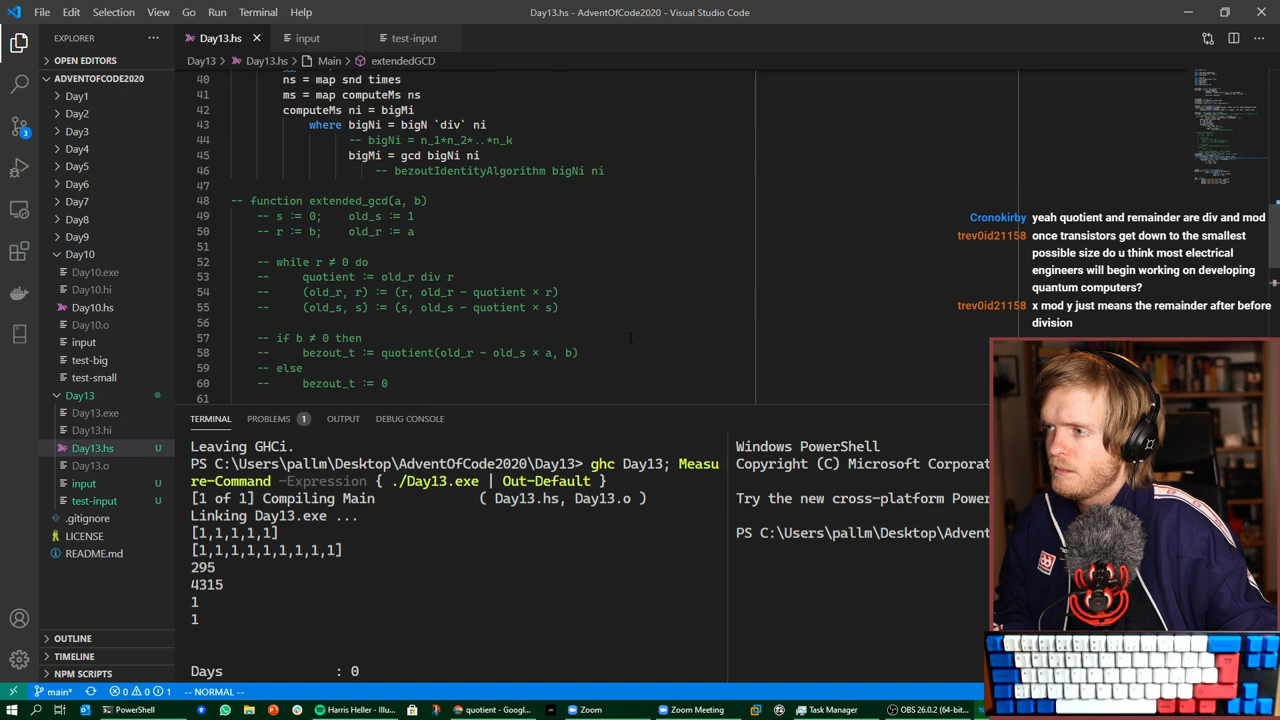 File Edit Selection View Go Run Terminal Help
Day13.hs - AdventOfCode2020 - Visual Studio Code
EXPLORER
OPEN EDITORS
ADVENTOFCODE2020
Day1
Day2
Day3
Day4
Day5
Day6
Day7
Day8
Day9
Day10
Day10.exe
Day10.hi
Day10.hs
Day10.o
input
test-big
test-small
Day13
Day13.exe
Day13.hi
Day13.hs U
Day13.o
input U
test-input U
.gitignore
LICENSE
README.md
OUTLINE
TIMELINE
NPM SCRIPTS
3
Day13.hs input test-input
Day13 > Day13.hs > Main > extendedGCD
40 ns = map snd times
41 ms = map computeMs ns
42 computeMs ni = bigMi
43 where bigNi = bigN `div` ni
44 -- bigNi = n_1*n_2*..*n_k
45 bigMi = gcd bigNi ni
46 -- bezoutIdentityAlgorithm bigNi ni
47
48 -- function extended_gcd(a, b)
49 -- s := 0; old_s := 1
50 -- r := b; old_r := a
51
52 -- while r ≠ 0 do
53 -- quotient := old_r div r
54 -- (old_r, r) := (r, old_r − quotient × r)
55 -- (old_s, s) := (s, old_s − quotient × s)
56
57 -- if b ≠ 0 then
58 -- bezout_t := quotient(old_r − old_s × a, b)
59 -- else
60 -- bezout_t := 0
61
Cronokirby yeah quotient and remainder are div and mod
trev0id21158 once transistors get down to the smallest
possible size do u think most electrical
engineers will begin working on developing
quantum computers?
trev0id21158 x mod y just means the remainder after before
division
TERMINAL PROBLEMS 1 OUTPUT DEBUG CONSOLE
Leaving GHCi.
PS C:\Users\pallm\Desktop\AdventOfCode2020\Day13> ghc Day13; Measu
re-Command -Expression { ./Day13.exe | Out-Default }
[1 of 1] Compiling Main ( Day13.hs, Day13.o )
Linking Day13.exe ...
[1,1,1,1,1]
[1,1,1,1,1,1,1,1,1]
295
4315
1
1
Days : 0
Windows PowerShell
Copyright (C) Microsoft Corporation
Try the new cross-platform Power
PS C:\Users\pallm\Desktop\Advent
main* 0 0 1 -- NORMAL --
PowerShell Harris Heller - Illu... quotient - Googl... Zoom Zoom Meeting Task Manager OBS 26.0.2 (64-bit...